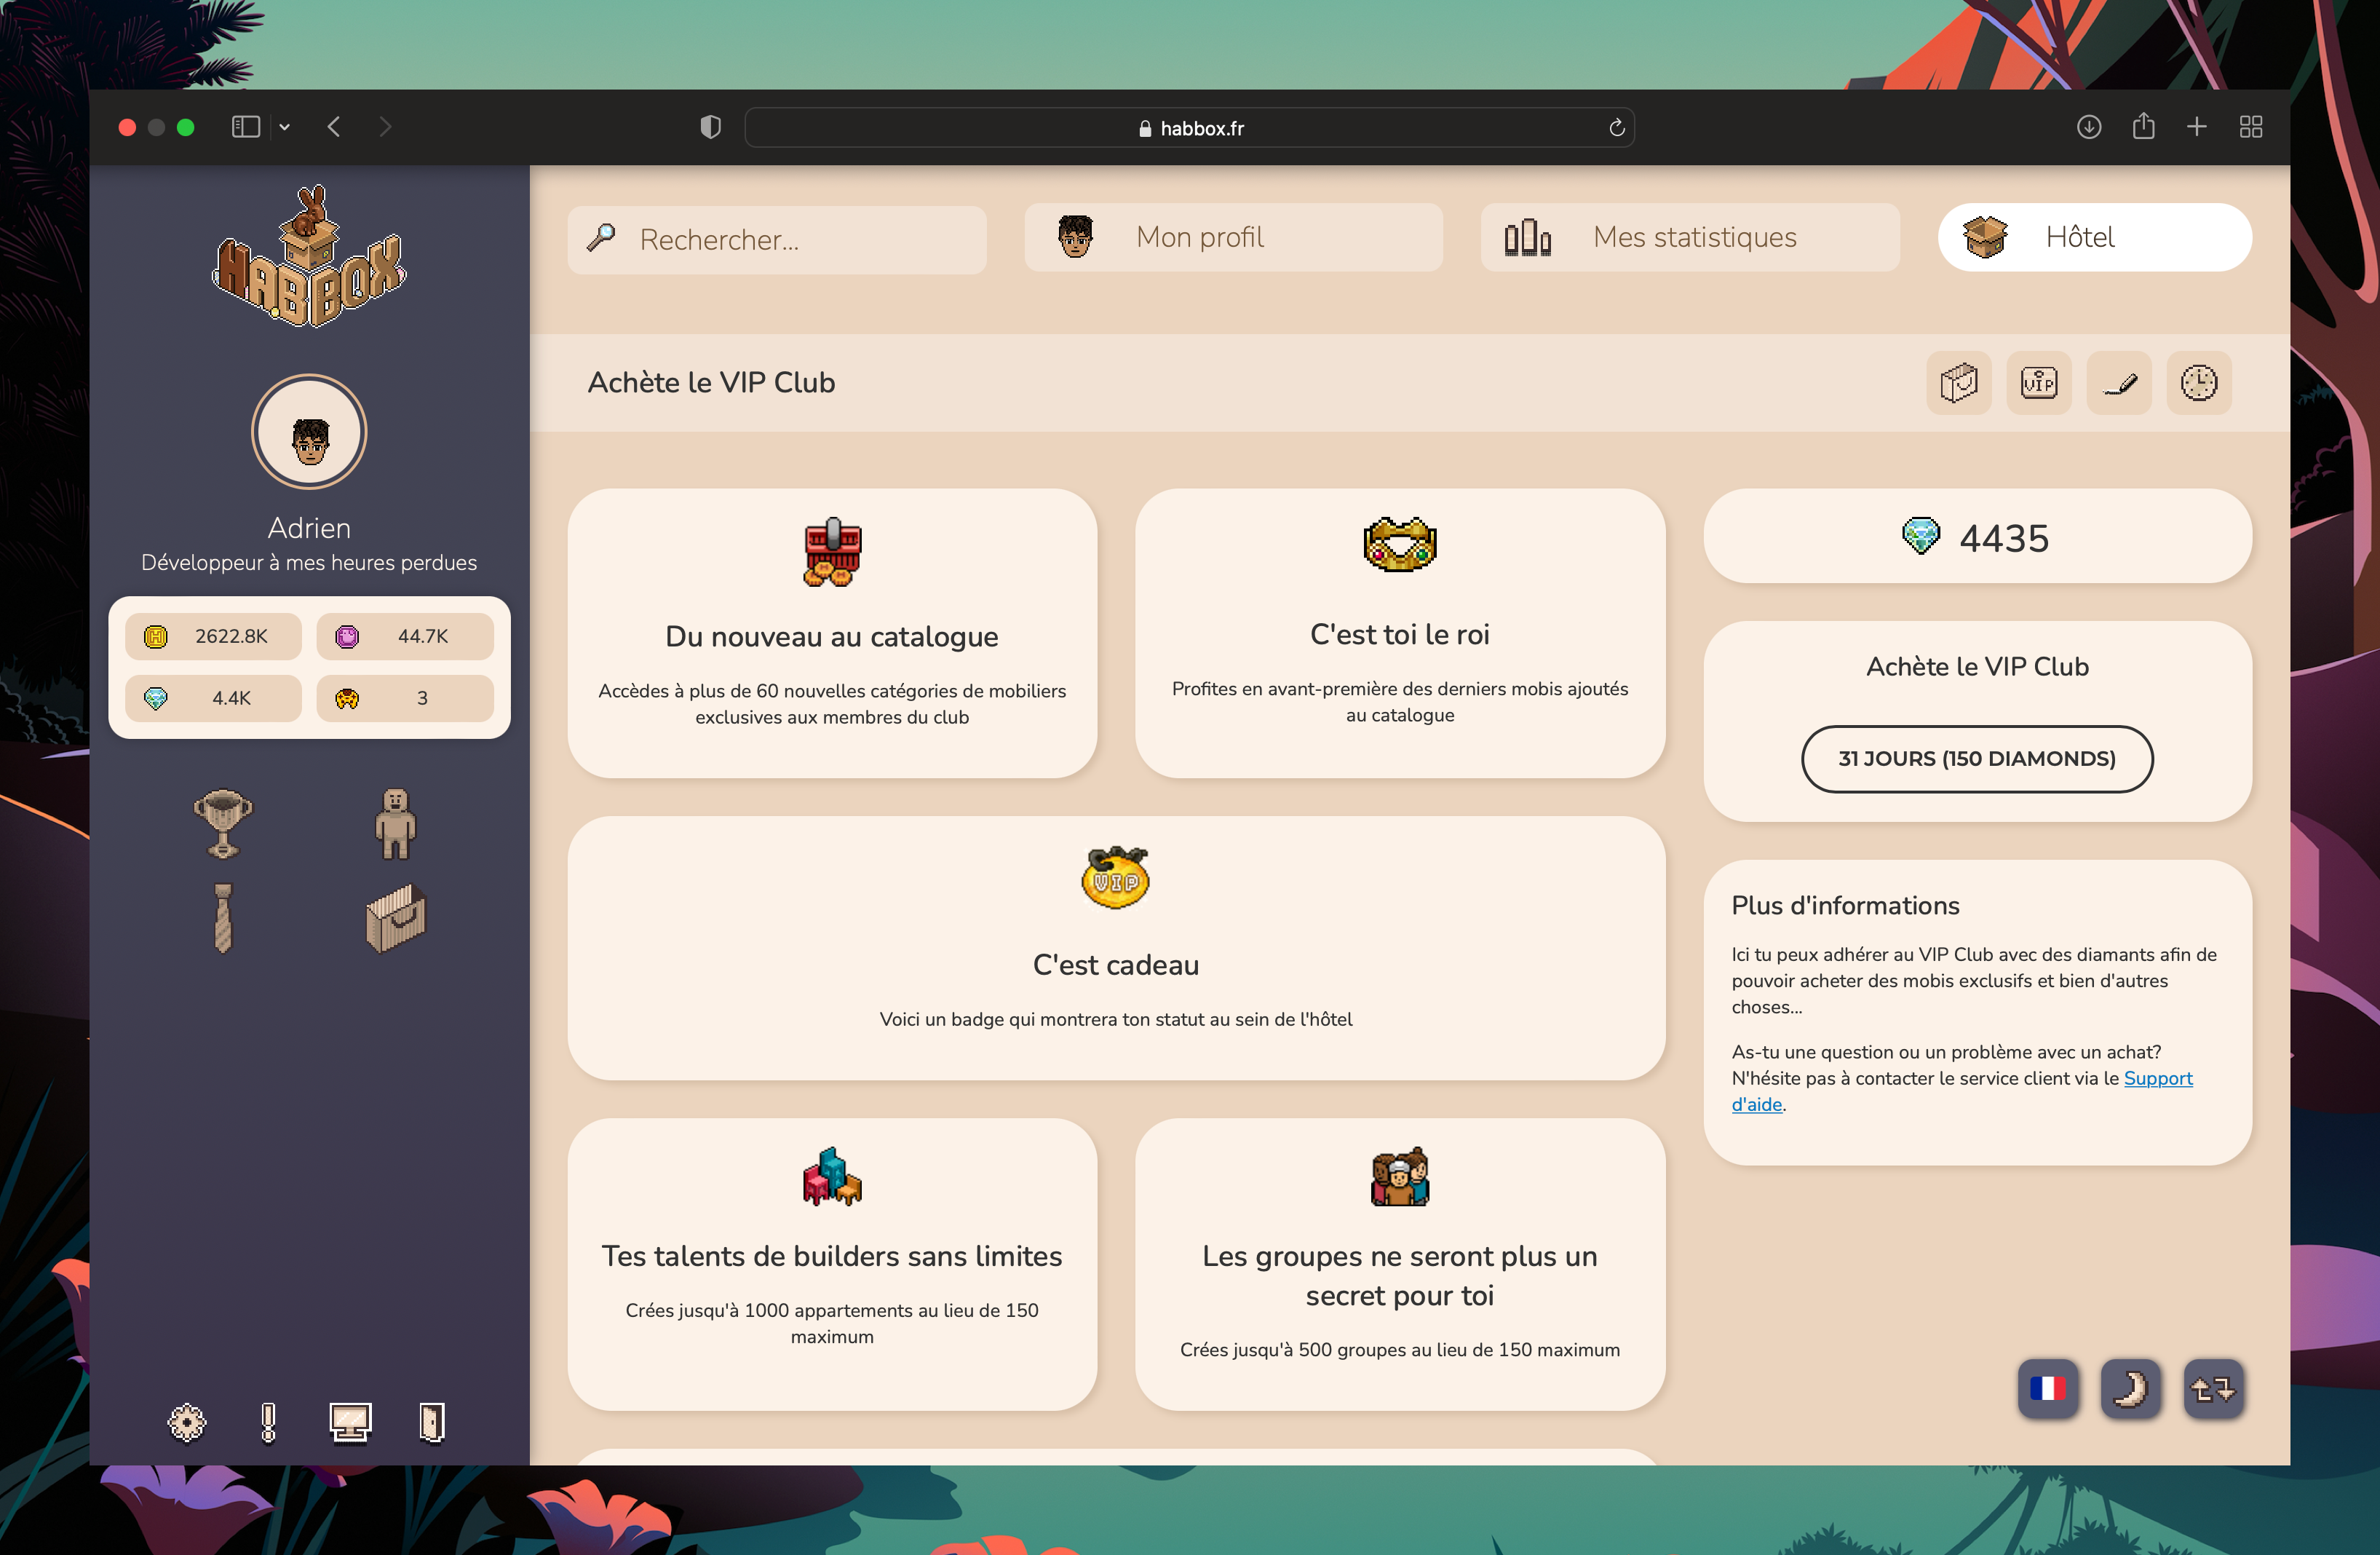 habbox.fr
HABBOX
Rechercher...
Mon profil
Mes statistiques
Hôtel
Adrien
Développeur à mes heures perdues
2622.8K
44.7K
4.4K
3
Achète le VIP Club
VIP
Du nouveau au catalogue
Accèdes à plus de 60 nouvelles catégories de mobiliers
exclusives aux membres du club
C'est toi le roi
Profites en avant-première des derniers mobis ajoutés
au catalogue
VIP
C'est cadeau
Voici un badge qui montrera ton statut au sein de l'hôtel
Tes talents de builders sans limites
Crées jusqu'à 1000 appartements au lieu de 150
maximum
Les groupes ne seront plus un
secret pour toi
Crées jusqu'à 500 groupes au lieu de 150 maximum
4435
Achète le VIP Club
31 JOURS (150 DIAMONDS)
Plus d'informations
Ici tu peux adhérer au VIP Club avec des diamants afin de
pouvoir acheter des mobis exclusifs et bien d'autres
choses...
As-tu une question ou un problème avec un achat?
N'hésite pas à contacter le service client via le Support
d'aide.